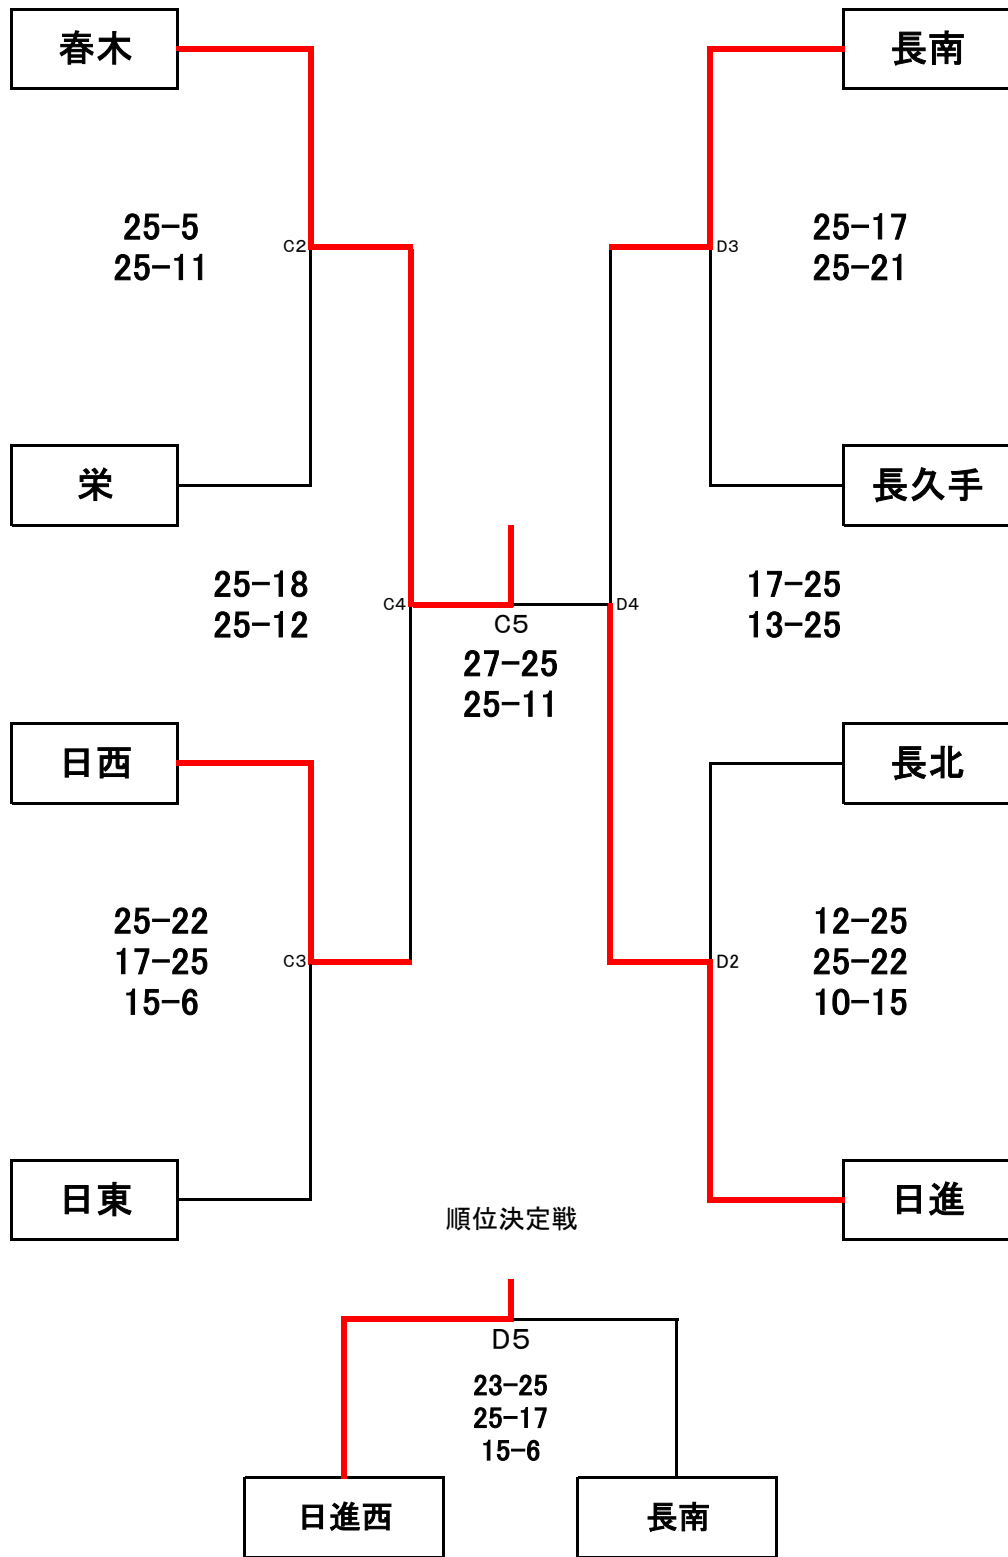 春木
長南
25-5
25-11
C2
D3
25-17
25-21
栄
長久手
25-18
25-12
C4
C5
27-25
25-11
D4
17-25
13-25
日西
長北
25-22
17-25
15-6
C3
D2
12-25
25-22
10-15
日東
日進
順位決定戦
D5
23-25
25-17
15-6
日進西
長南